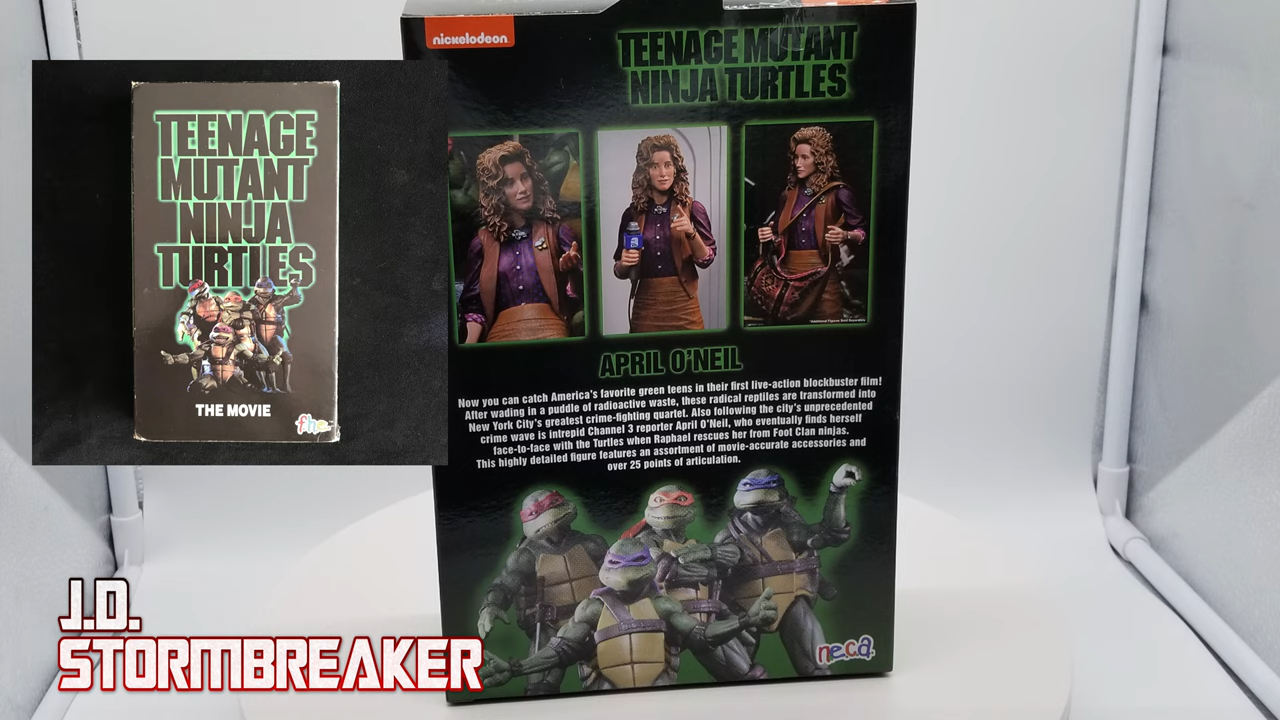 nickelodeon
TEENAGE MUTANT
NINJA TURTLES
TEENAGE
MUTANT
NINJA
TURTLES
THE MOVIE
fhe
*Additional Figures Sold Separately
APRIL O'NEIL
Now you can catch America's favorite green teens in their first live-action blockbuster film!
After wading in a puddle of radioactive waste, these radical reptiles are transformed into
New York City's greatest crime-fighting quartet. Also following the city's unprecedented
crime wave is intrepid Channel 3 reporter April O'Neil, who eventually finds herself
face-to-face with the Turtles when Raphael rescues her from Foot Clan ninjas.
This highly detailed figure features an assortment of movie-accurate accessories and
over 25 points of articulation.
neca
J.D.
STORMBREAKER